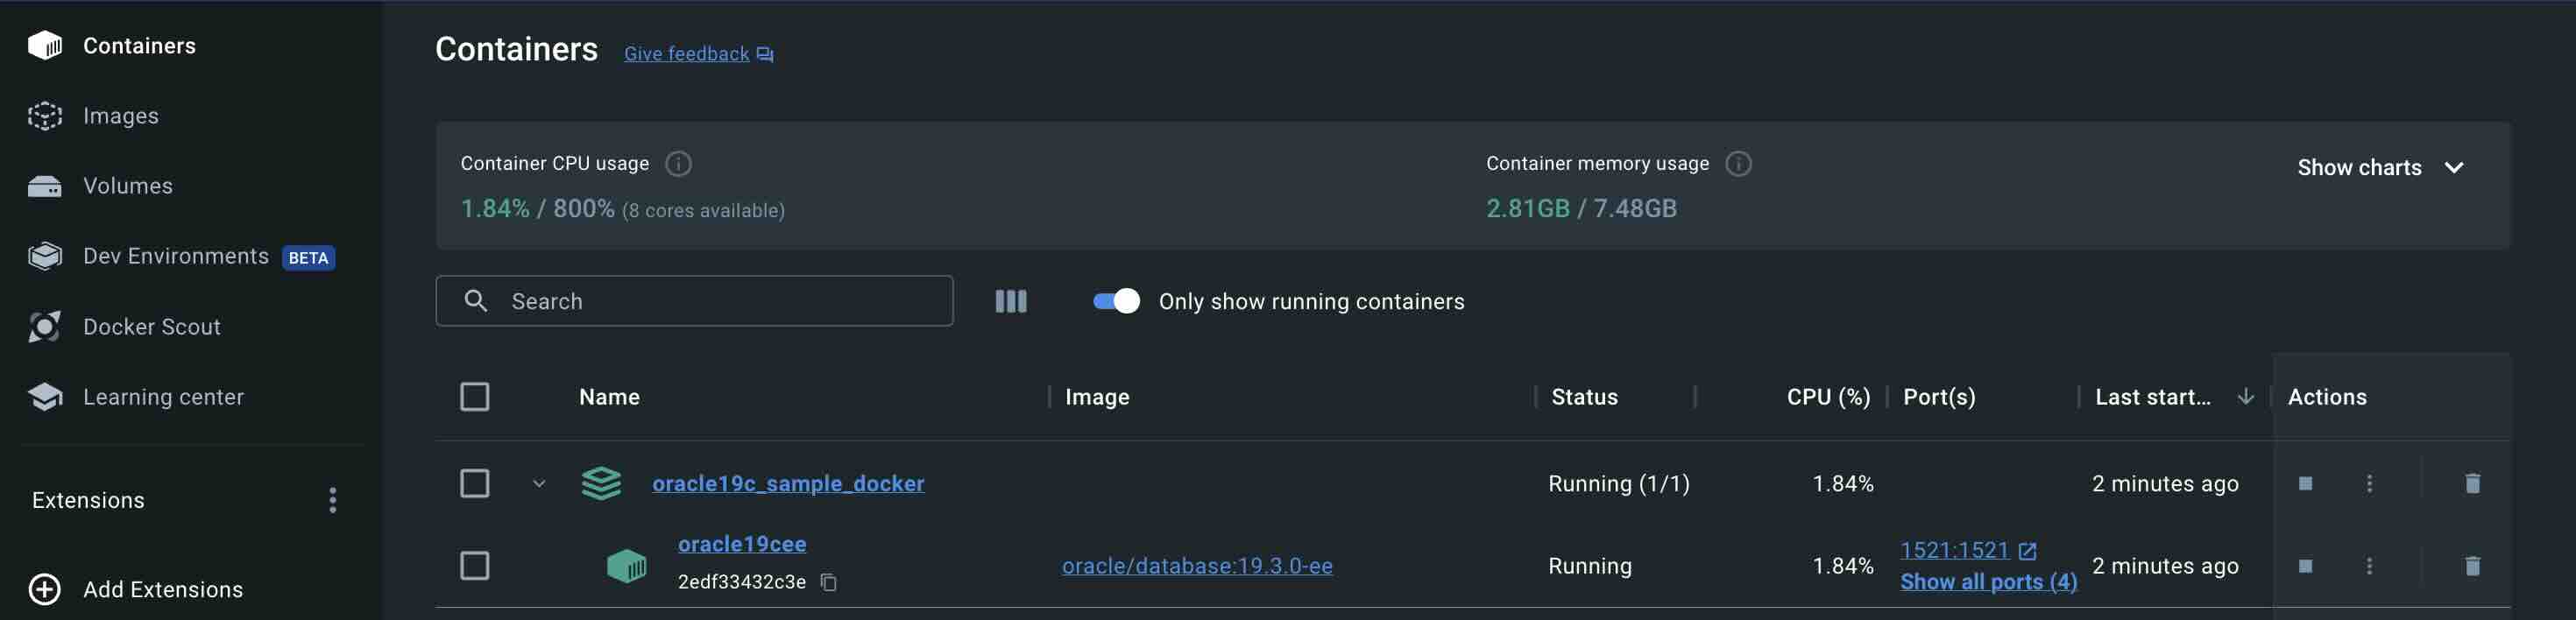 Containers
Images
Volumes
Dev Environments BETA
Docker Scout
Learning center
Extensions
Add Extensions
Containers Give feedback
Container CPU usage
1.84% / 800% (8 cores available)
Container memory usage
2.81GB / 7.48GB
Show charts
Search
Only show running containers
Name Image Status CPU (%) Port(s) Last start... Actions
oracle19c_sample_docker Running (1/1) 1.84% 2 minutes ago
oracle19cee
2edf33432c3e
oracle/database:19.3.0-ee Running 1.84%
1521:1521
Show all ports (4)
2 minutes ago